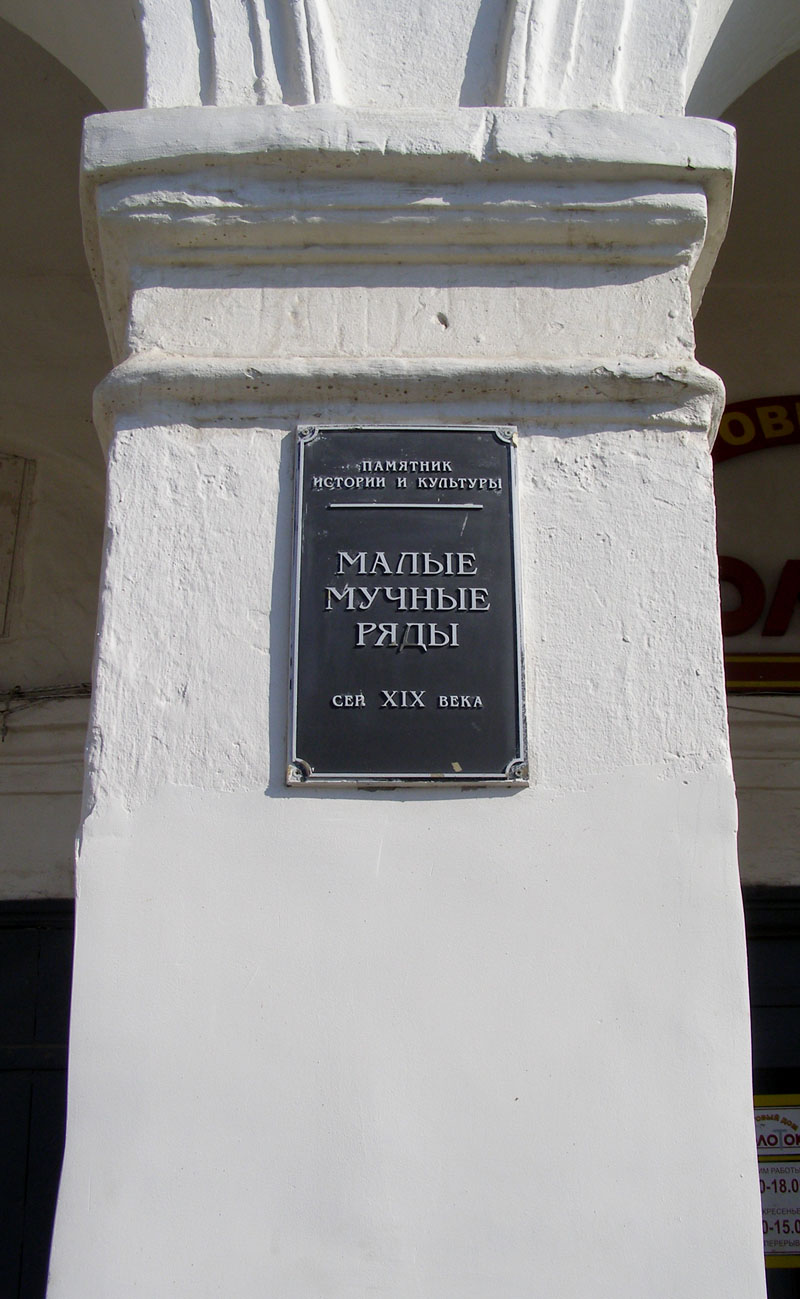 ПАМЯТНИК
ИСТОРИИ И КУЛЬТУРЫ
МАЛЫЕ
МУЧНЫЕ
РЯДЫ
СЕР XIX ВЕКА